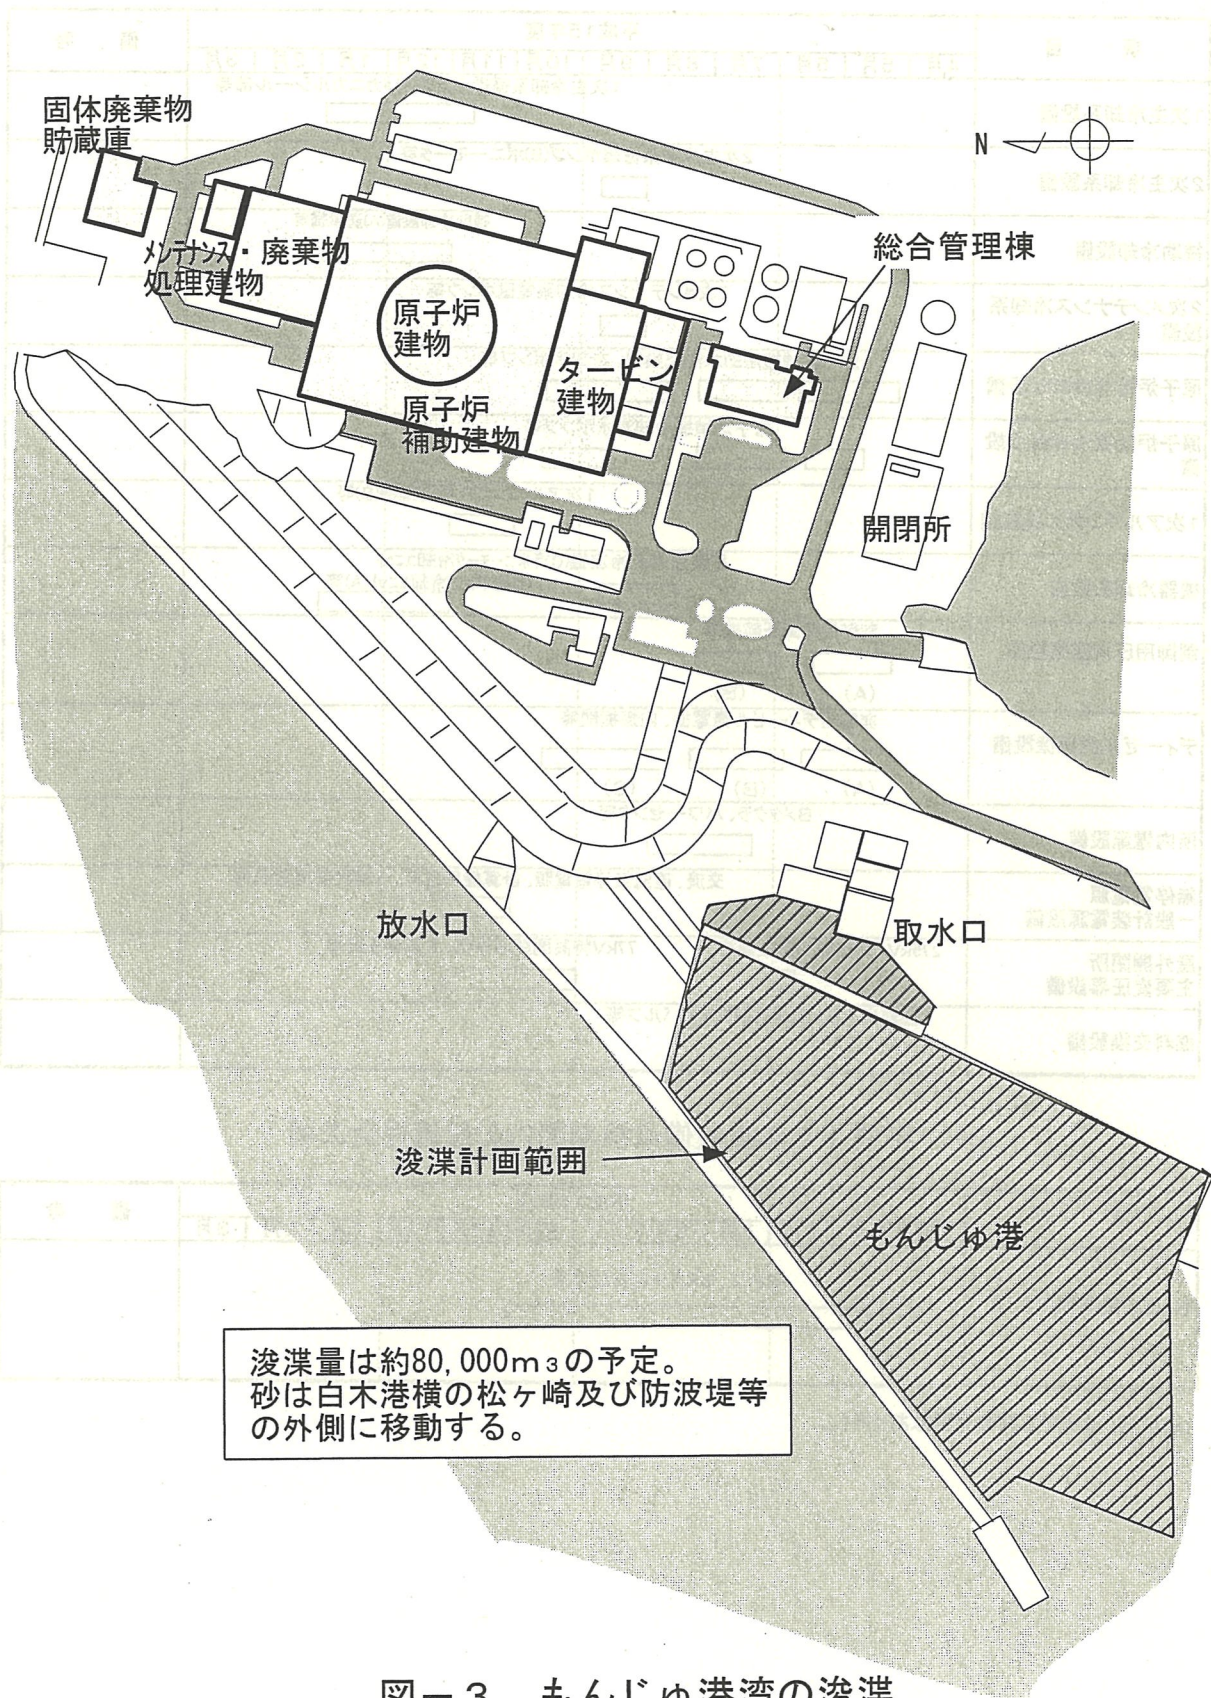 固体廃棄物
貯蔵庫
N
総合管理棟
メンテナンス・廃棄物
処理建物
原子炉
建物
タービン
建物
原子炉
補助建物
開閉所
放水口
取水口
浚渫計画範囲
もんじゅ港
浚渫量は約80,000m3の予定。
砂は白木港横の松ヶ崎及び防波堤等
の外側に移動する。
図-3 もんじゅ港湾の浚渫